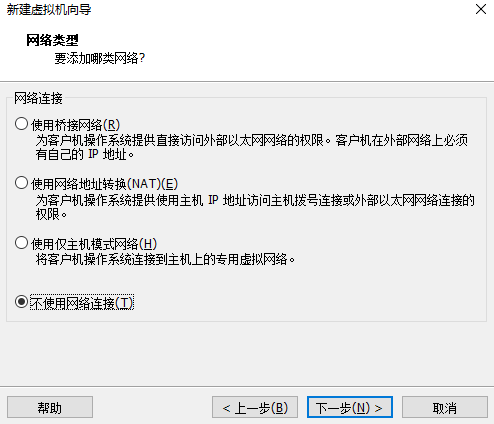 新建虚拟机向导
网络类型
要添加哪类网络?
网络连接
使用桥接网络(R)
为客户机操作系统提供直接访问外部以太网网络的权限。客户机在外部网络上必须
有自己的 IP 地址。
使用网络地址转换(NAT)(E)
为客户机操作系统提供使用主机 IP 地址访问主机拨号连接或外部以太网网络连接的
权限。
使用仅主机模式网络(H)
将客户机操作系统连接到主机上的专用虚拟网络。
不使用网络连接(T)
帮助
< 上一步(B)
下一步(N) >
取消